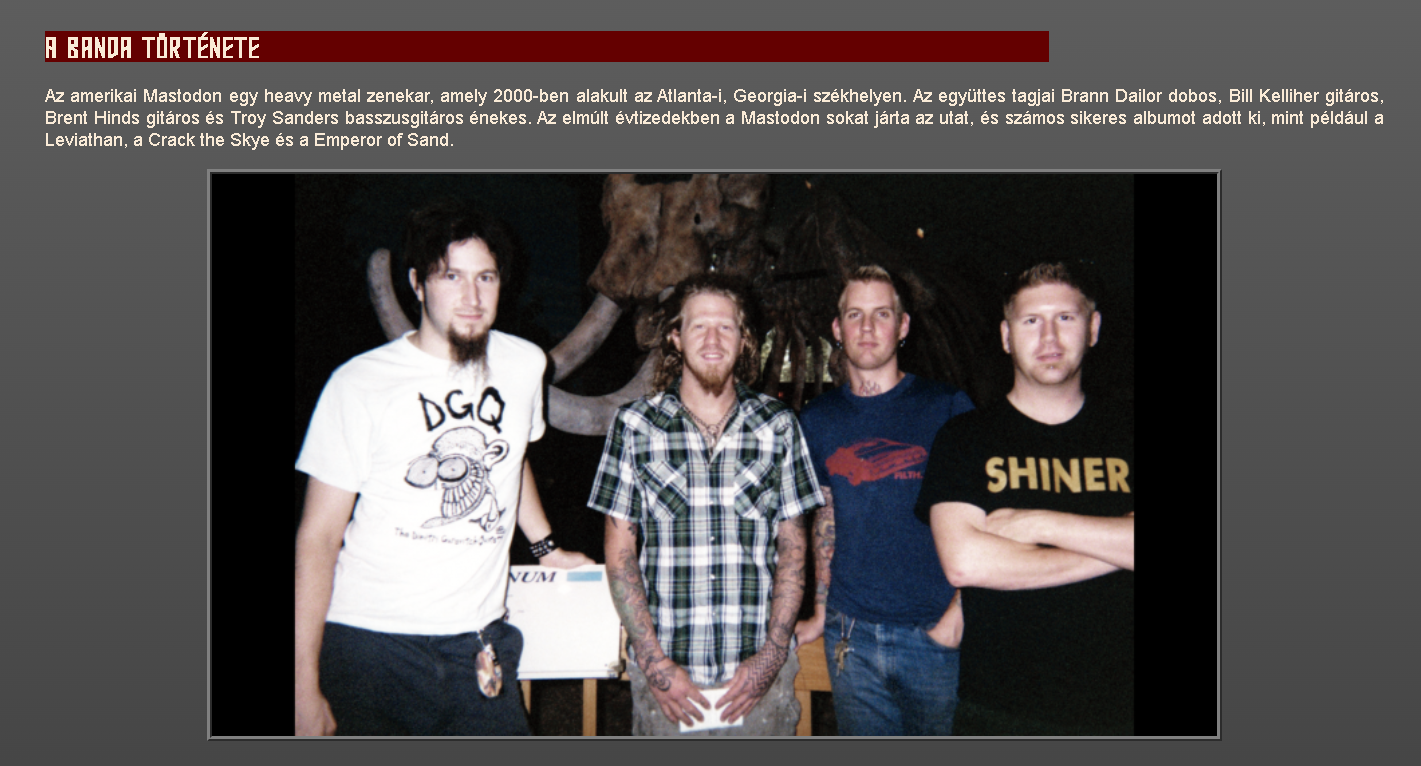 A BANDA TÖRTÉNETE
Az amerikai Mastodon egy heavy metal zenekar, amely 2000-ben alakult az Atlanta-i, Georgia-i székhelyen. Az együttes tagjai Brann Dailor dobos, Bill Kelliher gitáros,
Brent Hinds gitáros és Troy Sanders basszusgitáros énekes. Az elmúlt évtizedekben a Mastodon sokat járta az utat, és számos sikeres albumot adott ki, mint például a
Leviathan, a Crack the Skye és a Emperor of Sand.
DGQ
SHINER
FILTH.
NUM